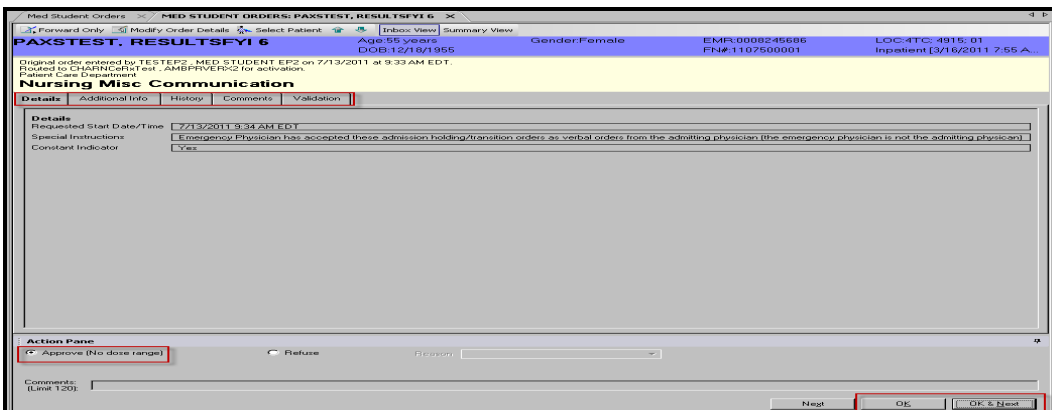 Med Student Orders × MED STUDENT ORDERS: PAXSTEST, RESULTSFYI 6 ×
Forward Only Modify Order Details Select Patient Inbox View Summary View
PAXSTEST, RESULTSFYI 6 Age:55 years Gender:Female EMR:0008245686 LOC:4TC; 4915; 01
DOB:12/18/1955 FN#:1107500001 Inpatient [3/16/2011 7:55 A...
Original order entered by TESTEP2 , MED STUDENT EP2 on 7/13/2011 at 9:33 AM EDT.
Routed to CHARNCeRxTest , AMBPRVERX2 for activation.
Patient Care Department
Nursing Misc Communication
Details Additional Info History Comments Validation
Details
Requested Start Date/Time 7/13/2011 9:34 AM EDT
Special Instructions Emergency Physician has accepted these admission holding/transition orders as verbal orders from the admitting physician (the emergency physician is not the admitting physican)
Constant Indicator Yes
Action Pane
Approve (No dose range) Refuse Reason:
Comments:
(Limit 120):
Next OK OK & Next